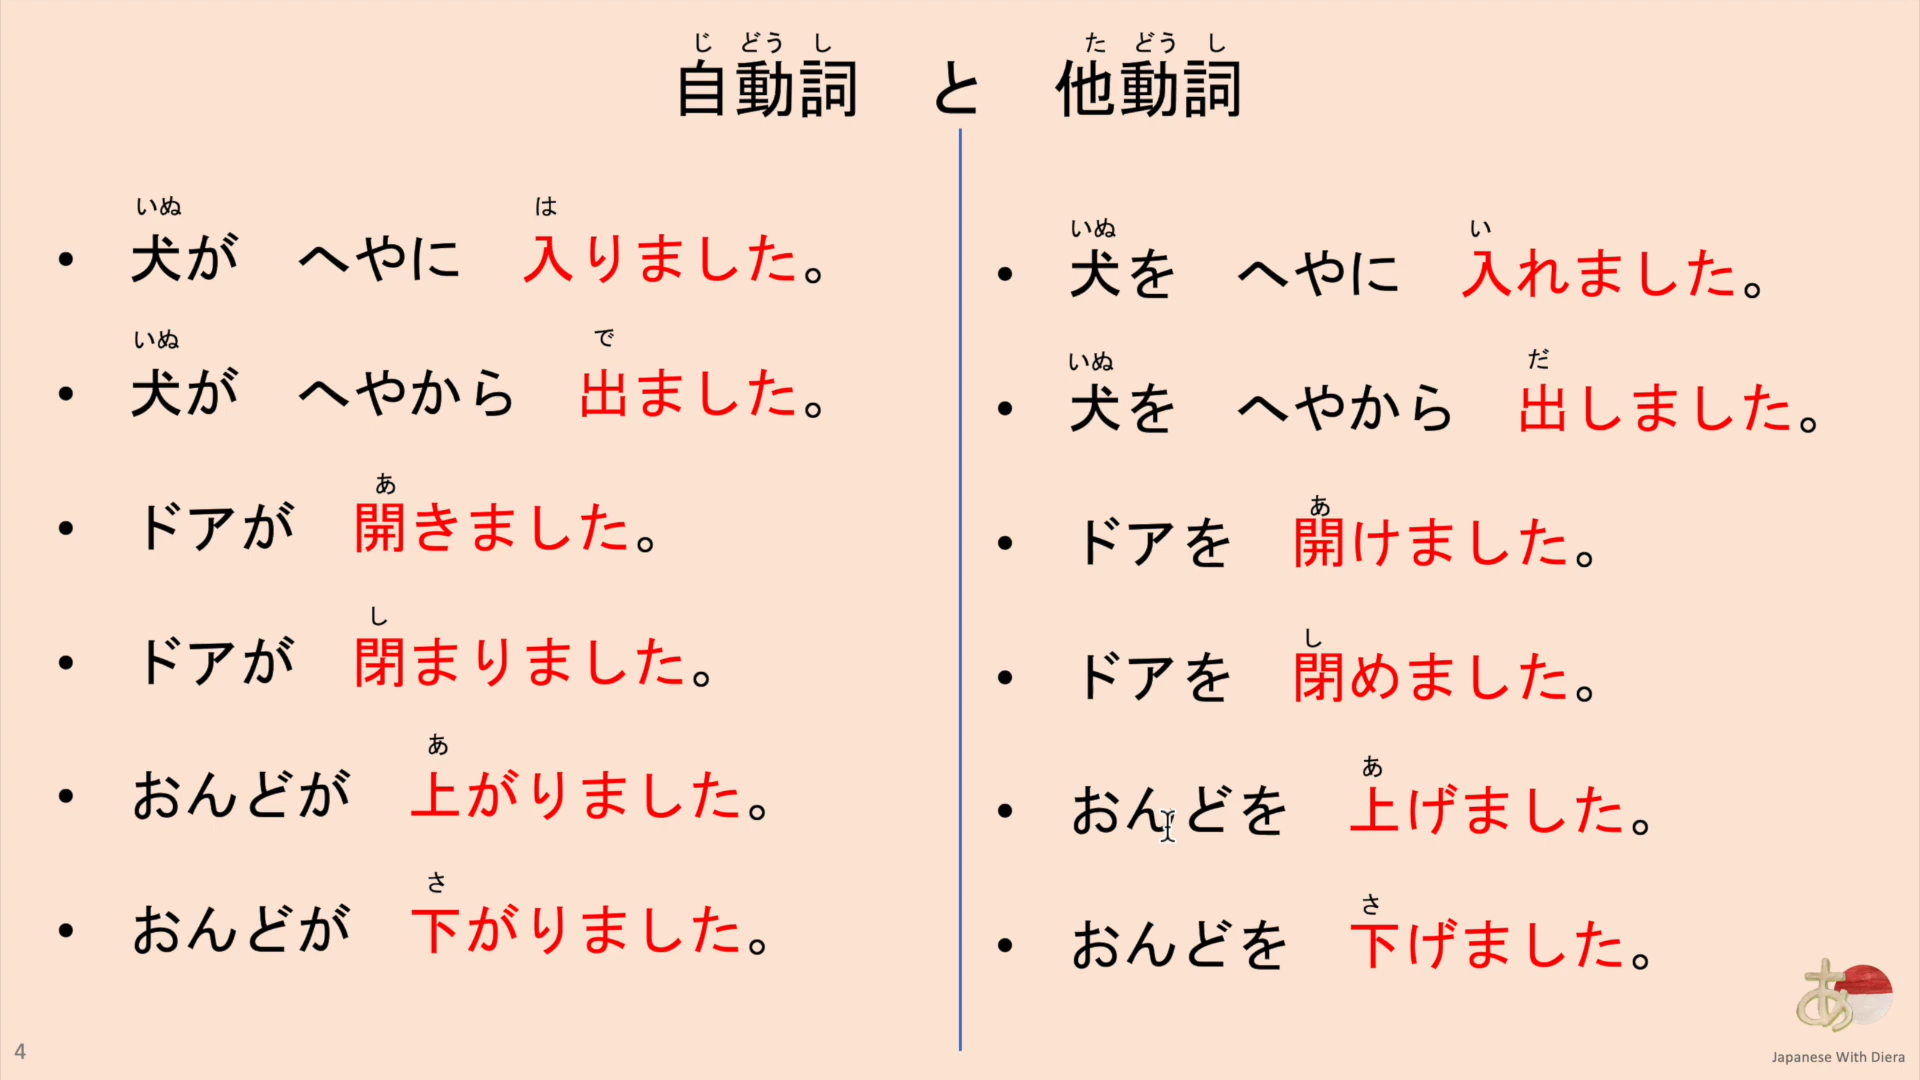 じ どう し た どう し
自動詞 と 他動詞
いぬ は
• 犬が へやに 入りました。
いぬ で
• 犬が へやから 出ました。
あ
• ドアが 開きました。
し
• ドアが 閉まりました。
あ
• おんどが 上がりました。
さ
• おんどが 下がりました。
いぬ い
• 犬を へやに 入れました。
いぬ だ
• 犬を へやから 出しました。
あ
• ドアを 開けました。
し
• ドアを 閉めました。
あ
• おんどを 上げました。
さ
• おんどを 下げました。
あ
4
Japanese With Diera